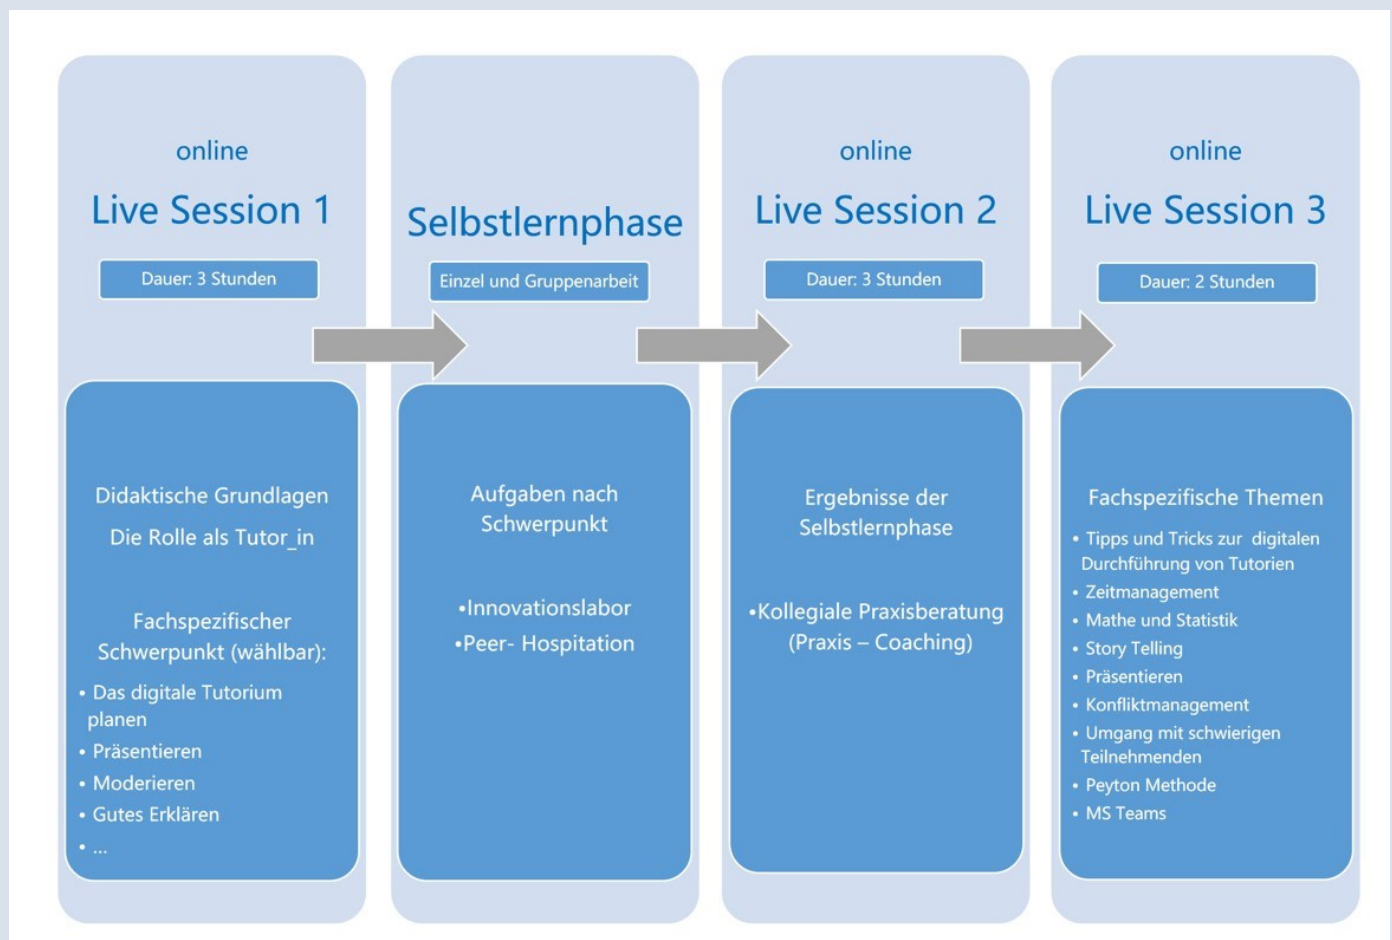 online
Live Session 1
Dauer: 3 Stunden
Didaktische Grundlagen
Die Rolle als Tutor_in
Fachspezifischer
Schwerpunkt (wählbar):
• Das digitale Tutorium
planen
• Präsentieren
• Moderieren
• Gutes Erklären
• ...
Selbstlernphase
Einzel und Gruppenarbeit
Aufgaben nach
Schwerpunkt
•Innovationslabor
•Peer- Hospitation
online
Live Session 2
Dauer: 3 Stunden
Ergebnisse der
Selbstlernphase
•Kollegiale Praxisberatung
(Praxis – Coaching)
online
Live Session 3
Dauer: 2 Stunden
Fachspezifische Themen
• Tipps und Tricks zur digitalen
Durchführung von Tutorien
• Zeitmanagement
• Mathe und Statistik
• Story Telling
• Präsentieren
• Konfliktmanagement
• Umgang mit schwierigen
Teilnehmenden
• Peyton Methode
• MS Teams